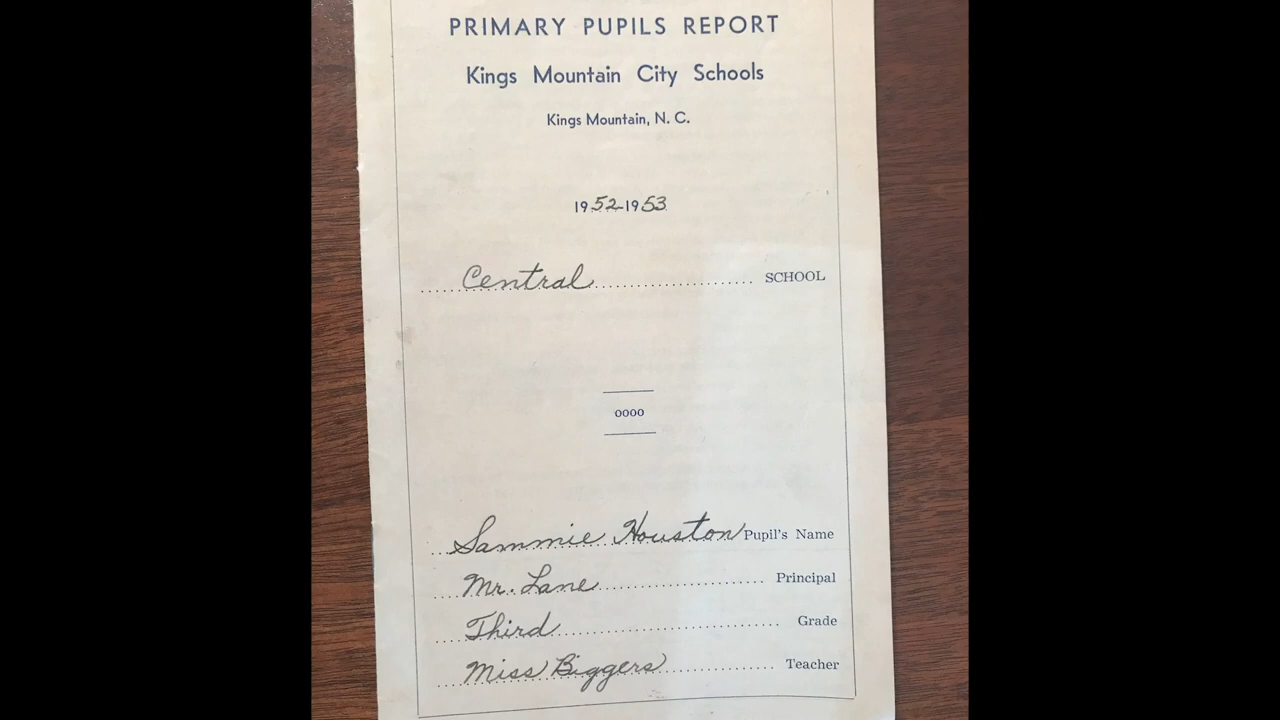 PRIMARY PUPILS REPORT
Kings Mountain City Schools
Kings Mountain, N. C.
1952-1953
Central SCHOOL
oooo
Sammie Houston Pupil's Name
Mr. Lane Principal
Third Grade
Miss Biggers Teacher